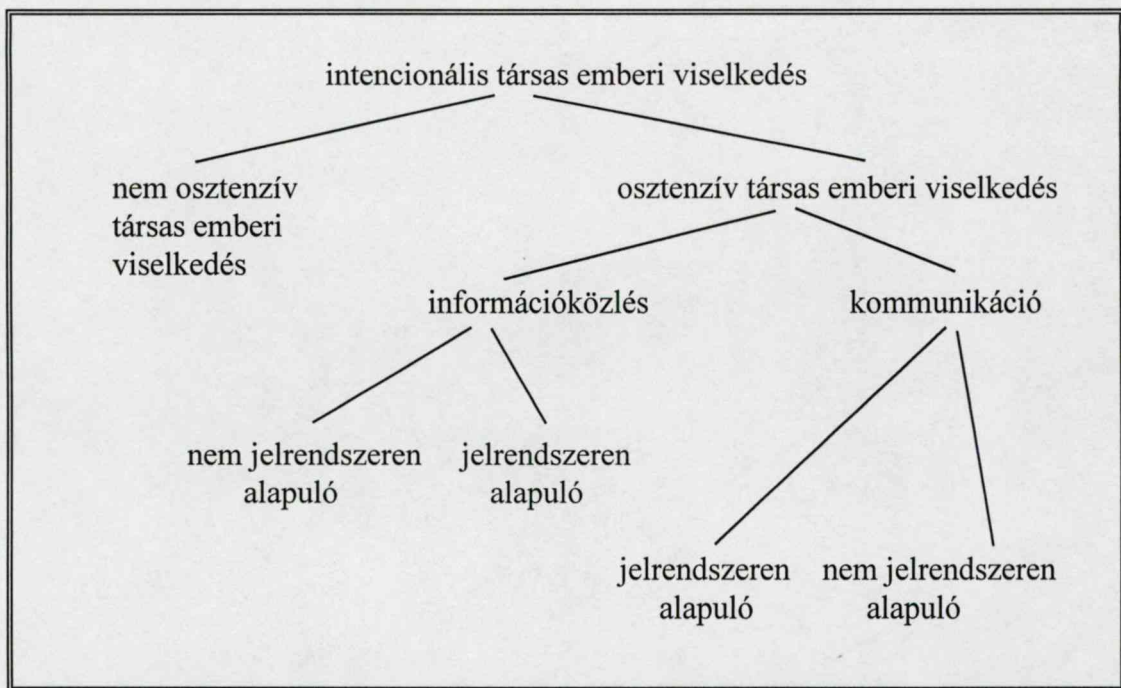 intencionális társas emberi viselkedés
nem osztenzív
társas emberi
viselkedés
osztenzív társas emberi viselkedés
információközlés
kommunikáció
nem jelrendszeren
alapuló
jelrendszeren
alapuló
jelrendszeren
alapuló
nem jelrendszeren
alapuló